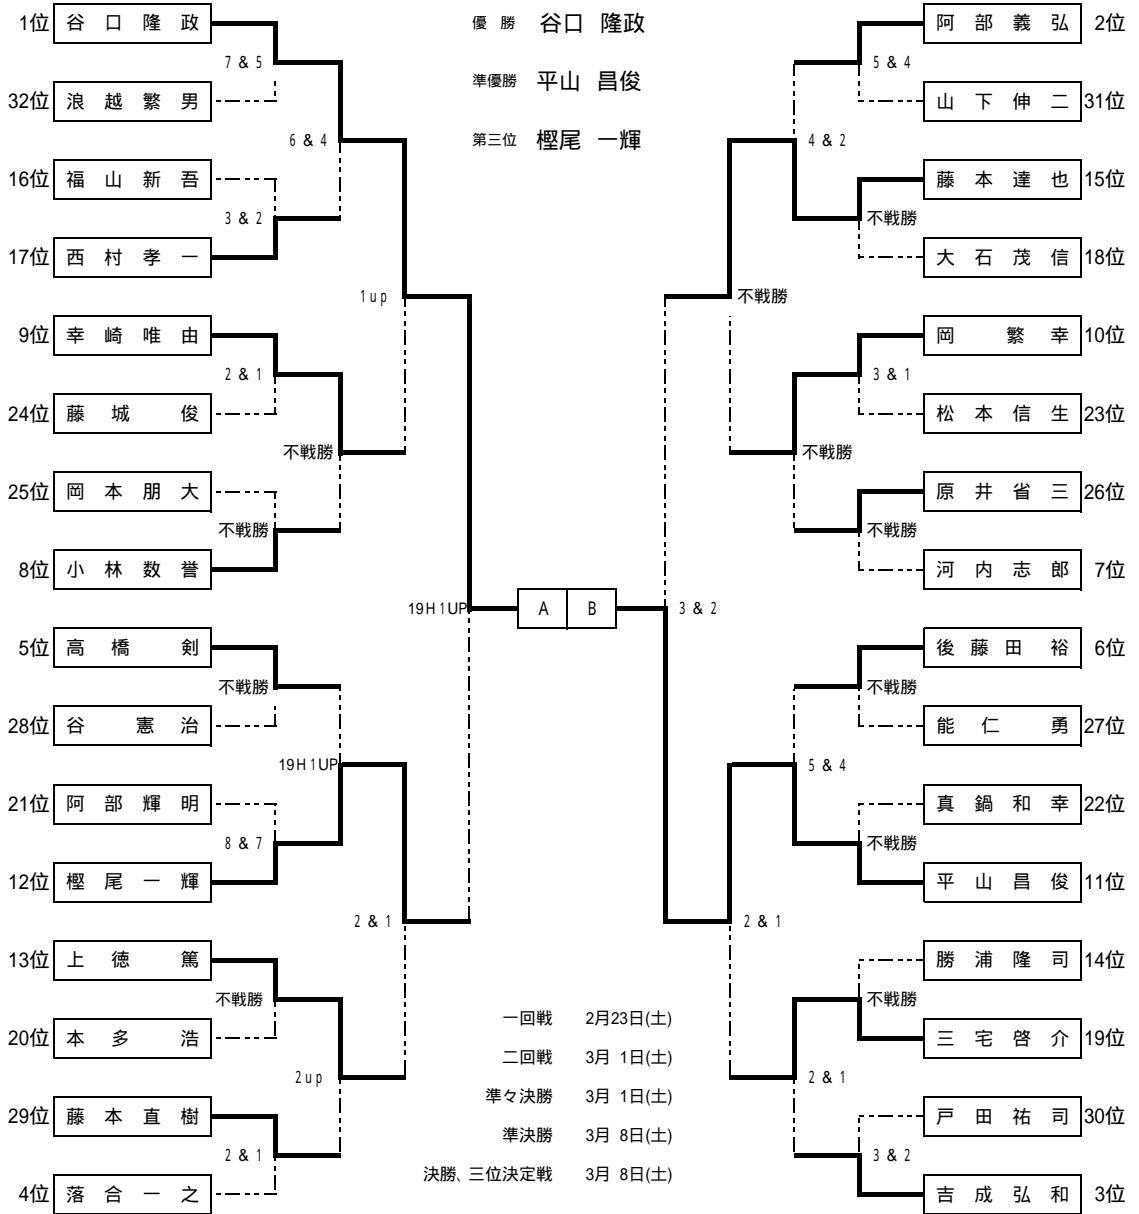 1位 谷口隆政
7 & 5
32位 浪越繁男
6 & 4
16位 福山新吾
3 & 2
17位 西村孝一
1up
9位 幸崎唯由
2 & 1
24位 藤城 俊
不戦勝
25位 岡本朋大
不戦勝
8位 小林数誉
19H 1UP
5位 高橋 剣
不戦勝
28位 谷 憲治
19H 1UP
21位 阿部輝明
8 & 7
12位 樫尾一輝
2 & 1
13位 上徳 篤
不戦勝
20位 本多 浩
2up
29位 藤本直樹
2 & 1
4位 落合一之
優勝 谷口 隆政
準優勝 平山 昌俊
第三位 樫尾 一輝
A B
一回戦 2月23日(土)
二回戦 3月 1日(土)
準々決勝 3月 1日(土)
準決勝 3月 8日(土)
決勝、三位決定戦 3月 8日(土)
阿部義弘 2位
5 & 4
山下伸二 31位
4 & 2
藤本達也 15位
不戦勝
大石茂信 18位
不戦勝
岡 繁幸 10位
3 & 1
松本信生 23位
不戦勝
原井省三 26位
不戦勝
河内志郎 7位
3 & 2
後藤田 裕 6位
不戦勝
能仁 勇 27位
5 & 4
真鍋和幸 22位
不戦勝
平山昌俊 11位
2 & 1
勝浦隆司 14位
不戦勝
三宅啓介 19位
2 & 1
戸田祐司 30位
3 & 2
吉成弘和 3位